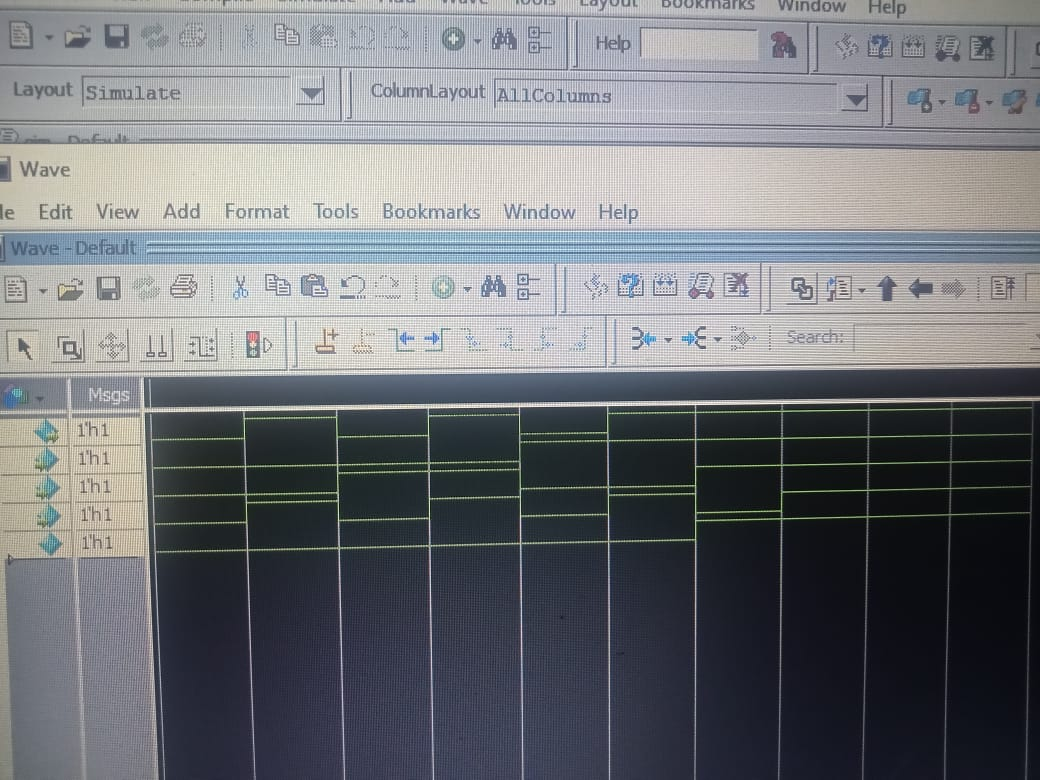 Layout Bookmarks Window Help
Help
Layout Simulate ColumnLayout AllColumns
Default
Wave
le Edit View Add Format Tools Bookmarks Window Help
Wave - Default
Search:
Msgs
1'h1
1'h1
1'h1
1'h1
1'h1